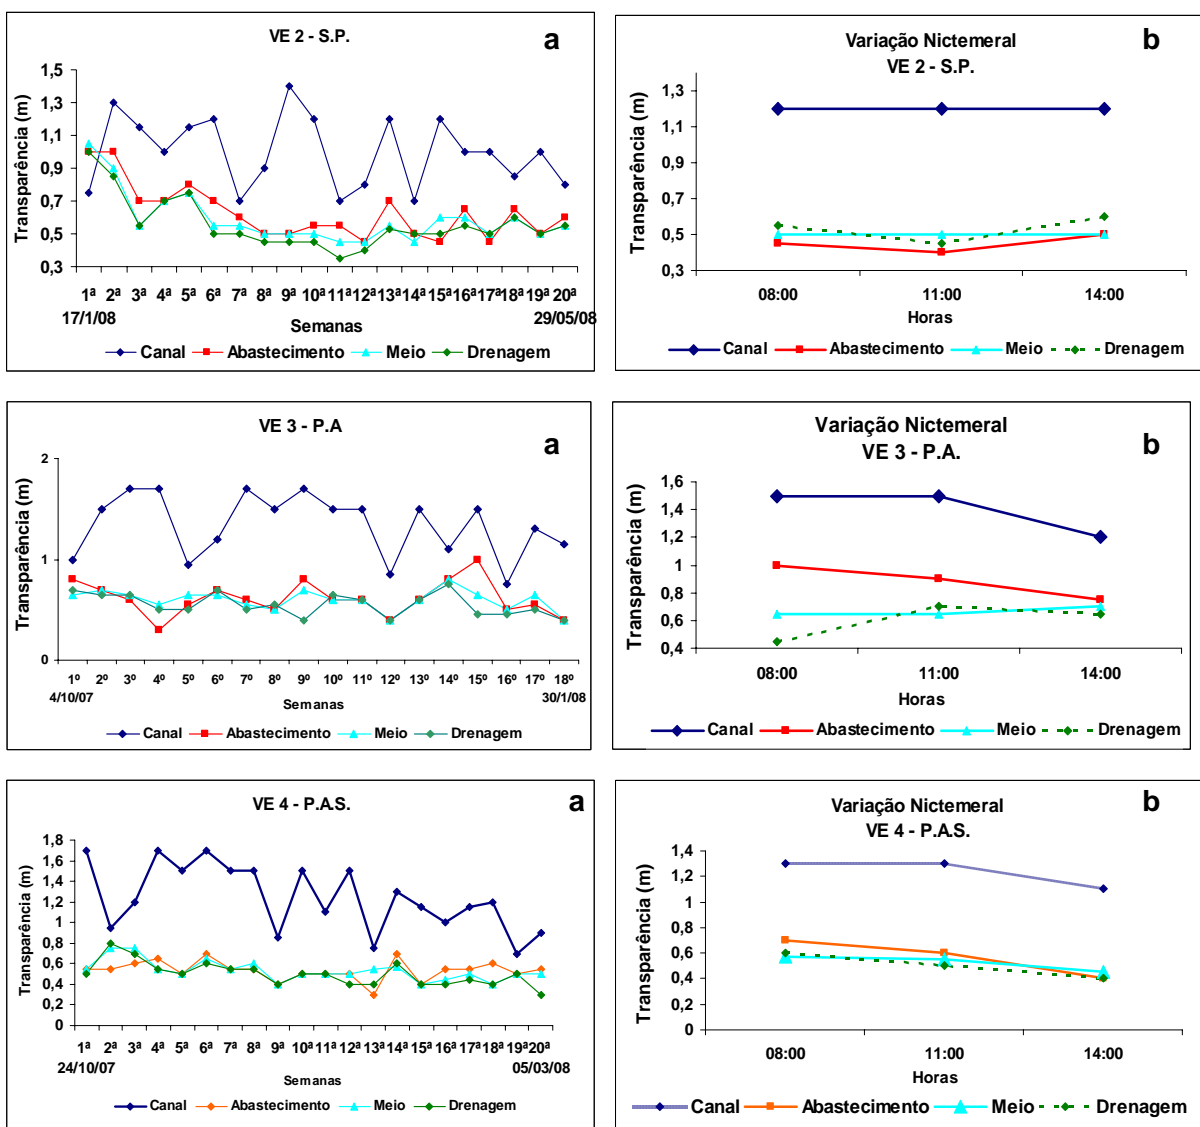 VE 2 - S.P.
a
Transparência (m)
1,5
1,3
1,1
0,9
0,7
0,5
0,3
1ª 2ª 3ª 4ª 5ª 6ª 7ª 8ª 9ª 10ª 11ª 12ª 13ª 14ª 15ª 16ª 17ª 18ª 19ª 20ª
17/1/08 29/05/08
Semanas
Canal Abastecimento Meio Drenagem
Variação Nictemeral
VE 2 - S.P.
b
Transparência (m)
1,3
1,1
0,9
0,7
0,5
0,3
08:00 11:00 14:00
Horas
Canal Abastecimento Meio Drenagem
VE 3 - P.A
a
Transparência (m)
2
1
0
1º 2º 3º 4º 5º 6º 7º 8º 9º 10º 11º 12º 13º 14º 15º 16º 17º 18º
4/10/07 30/1/08
Semanas
Canal Abastecimento Meio Drenagem
Variação Nictemeral
VE 3 - P.A.
b
Transparência (m)
1,6
1,4
1,2
1
0,8
0,6
0,4
08:00 11:00 14:00
Horas
Canal Abastecimento Meio Drenagem
VE 4 - P.A.S.
a
Transparência (m)
1,8
1,6
1,4
1,2
1
0,8
0,6
0,4
0,2
0
1ª 2ª 3ª 4ª 5ª 6ª 7ª 8ª 9ª 10ª 11ª 12ª 13ª 14ª 15ª 16ª 17ª 18ª 19ª 20ª
24/10/07 05/03/08
Semanas
Canal Abastecimento Meio Drenagem
Variação Nictemeral
VE 4 - P.A.S.
b
Transparência (m)
1,4
1,2
1
0,8
0,6
0,4
0,2
0
08:00 11:00 14:00
Horas
Canal Abastecimento Meio Drenagem